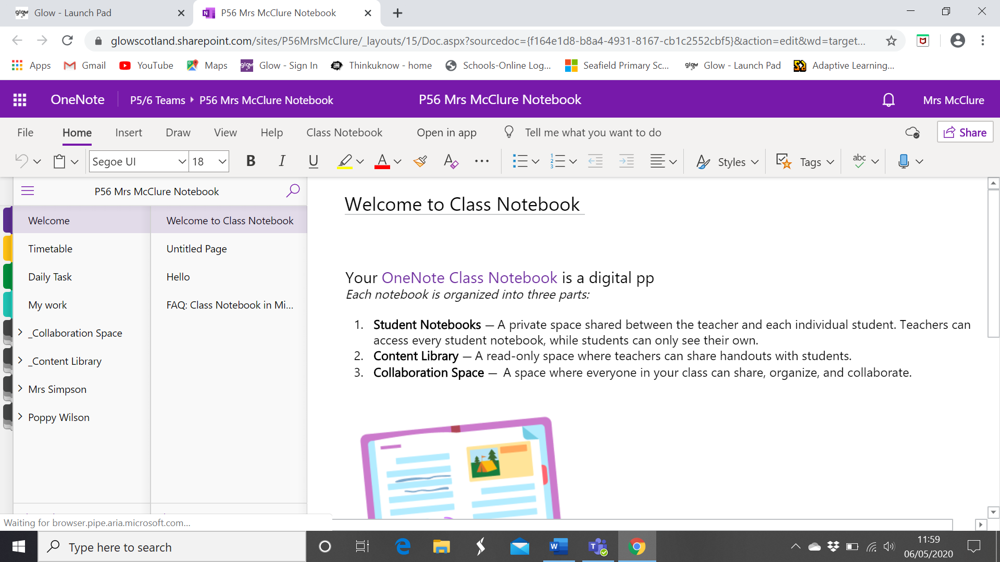 glow Glow - Launch Pad
P56 Mrs McClure Notebook
glowscotland.sharepoint.com/sites/P56MrsMcClure/_layouts/15/Doc.aspx?sourcedoc={f164e1d8-b8a4-4931-8167-cb1c2552cbf5}&action=edit&wd=target...
Apps Gmail YouTube Maps glow Glow - Sign In Thinkuknow - home Schools-Online Log... Seafield Primary Sc... glow Glow - Launch Pad Adaptive Learning...
OneNote P5/6 Teams P56 Mrs McClure Notebook P56 Mrs McClure Notebook Mrs McClure
File Home Insert Draw View Help Class Notebook Open in app Tell me what you want to do Share
Segoe UI 18 B I U A Styles Tags abc
P56 Mrs McClure Notebook
Welcome
Timetable
Daily Task
My work
_Collaboration Space
_Content Library
Mrs Simpson
Poppy Wilson
Welcome to Class Notebook
Untitled Page
Hello
FAQ: Class Notebook in Mi...
Welcome to Class Notebook
Your OneNote Class Notebook is a digital pp
Each notebook is organized into three parts:
1. Student Notebooks — A private space shared between the teacher and each individual student. Teachers can
access every student notebook, while students can only see their own.
2. Content Library — A read-only space where teachers can share handouts with students.
3. Collaboration Space — A space where everyone in your class can share, organize, and collaborate.
Waiting for browser.pipe.aria.microsoft.com...
Type here to search
11:59
06/05/2020